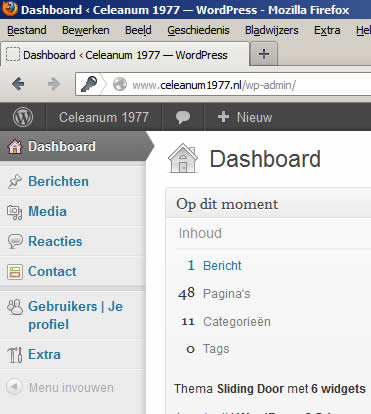 Dashboard ‹ Celeanum 1977 — WordPress - Mozilla Firefox
Bestand Bewerken Beeld Geschiedenis Bladwijzers Extra
Dashboard ‹ Celeanum 1977 — WordPress
www.celeanum1977.nl/wp-admin/
Celeanum 1977 Nieuw
Dashboard
Berichten
Media
Reacties
Contact
Gebruikers | Je
profiel
Extra
Menu invouwen
Dashboard
Op dit moment
Inhoud
1 Bericht
48 Pagina's
11 Categorieën
0 Tags
Thema Sliding Door met 6 widgets